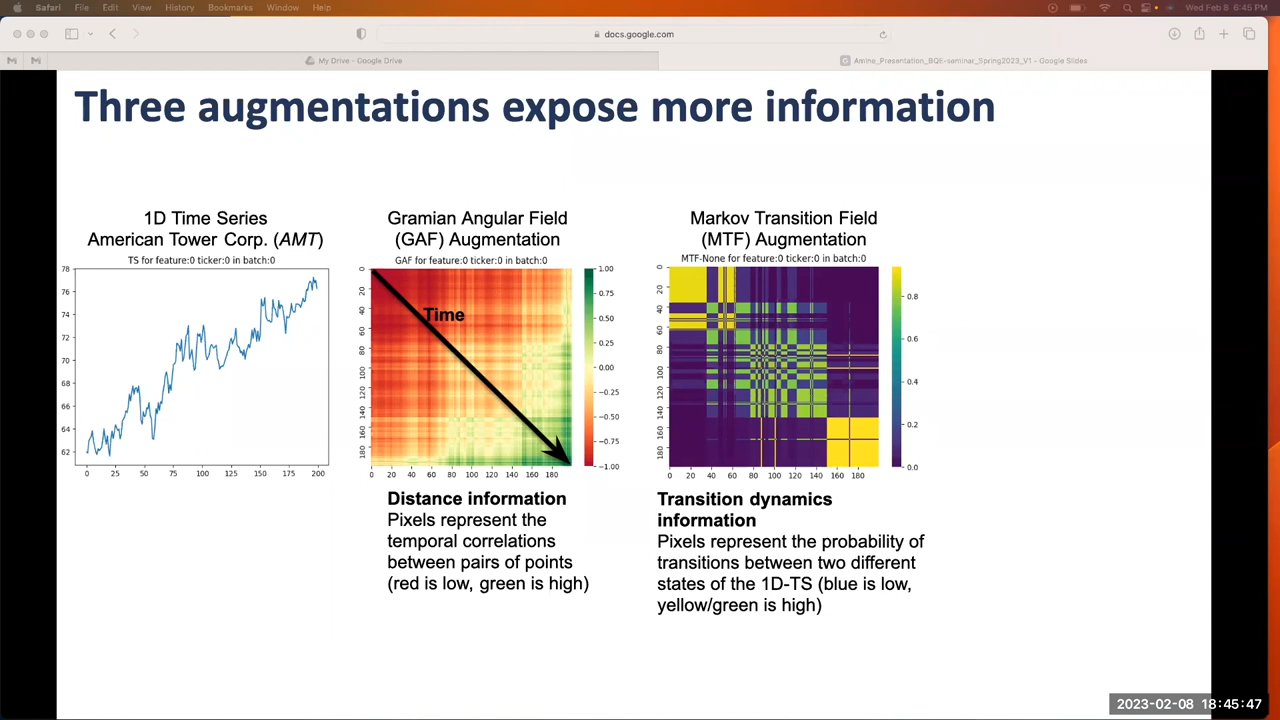 Safari File Edit View History Bookmarks Window Help
Wed Feb 8 6:45 PM
docs.google.com
My Drive - Google Drive
Amine_Presentation_BQE-seminar_Spring2023_V1 - Google Slides
Three augmentations expose more information
1D Time Series
American Tower Corp. (AMT)
TS for feature:0 ticker:0 in batch:0
78
76
74
72
70
68
66
64
62
0 25 50 75 100 125 150 175 200
Gramian Angular Field
(GAF) Augmentation
GAF for feature:0 ticker:0 in batch:0
0
20
40
60
80
100
120
140
160
180
0 20 40 60 80 100 120 140 160 180
Time
1.00
0.75
0.50
0.25
0.00
−0.25
−0.50
−0.75
−1.00
Distance information
Pixels represent the
temporal correlations
between pairs of points
(red is low, green is high)
Markov Transition Field
(MTF) Augmentation
MTF-None for feature:0 ticker:0 in batch:0
0
20
40
60
80
100
120
140
160
180
0 20 40 60 80 100 120 140 160 180
0.8
0.6
0.4
0.2
0.0
Transition dynamics
information
Pixels represent the probability of
transitions between two different
states of the 1D-TS (blue is low,
yellow/green is high)
2023-02-08 18:45:47